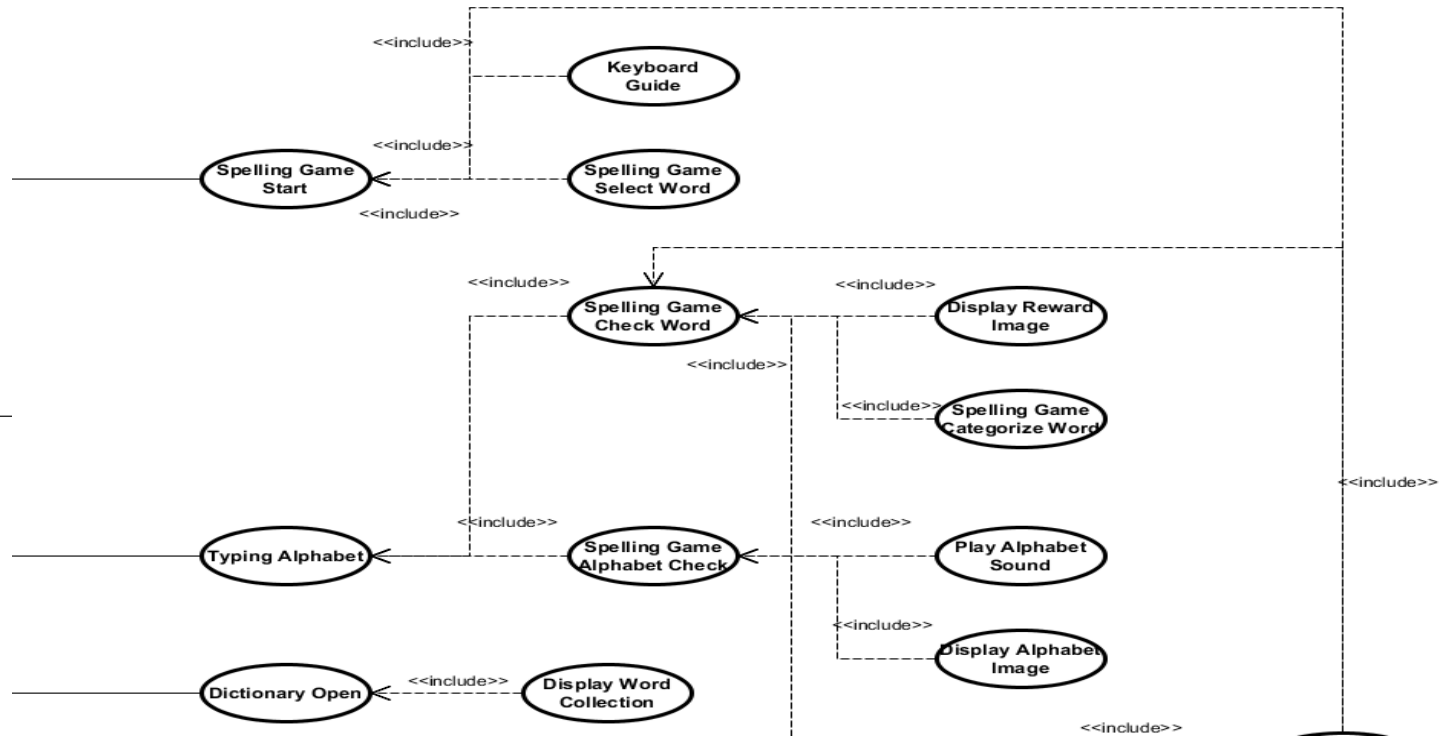 <<include>>
Keyboard
Guide
<<include>>
Spelling Game
Start
Spelling Game
Select Word
<<include>>
<<include>>
<<include>>
Spelling Game
Check Word
Display Reward
Image
<<include>>
<<include>>
Spelling Game
Categorize Word
<<include>>
<<include>>
<<include>>
Typing Alphabet
Spelling Game
Alphabet Check
Play Alphabet
Sound
<<include>>
Display Alphabet
Image
Dictionary Open
<<include>>
Display Word
Collection
<<include>>